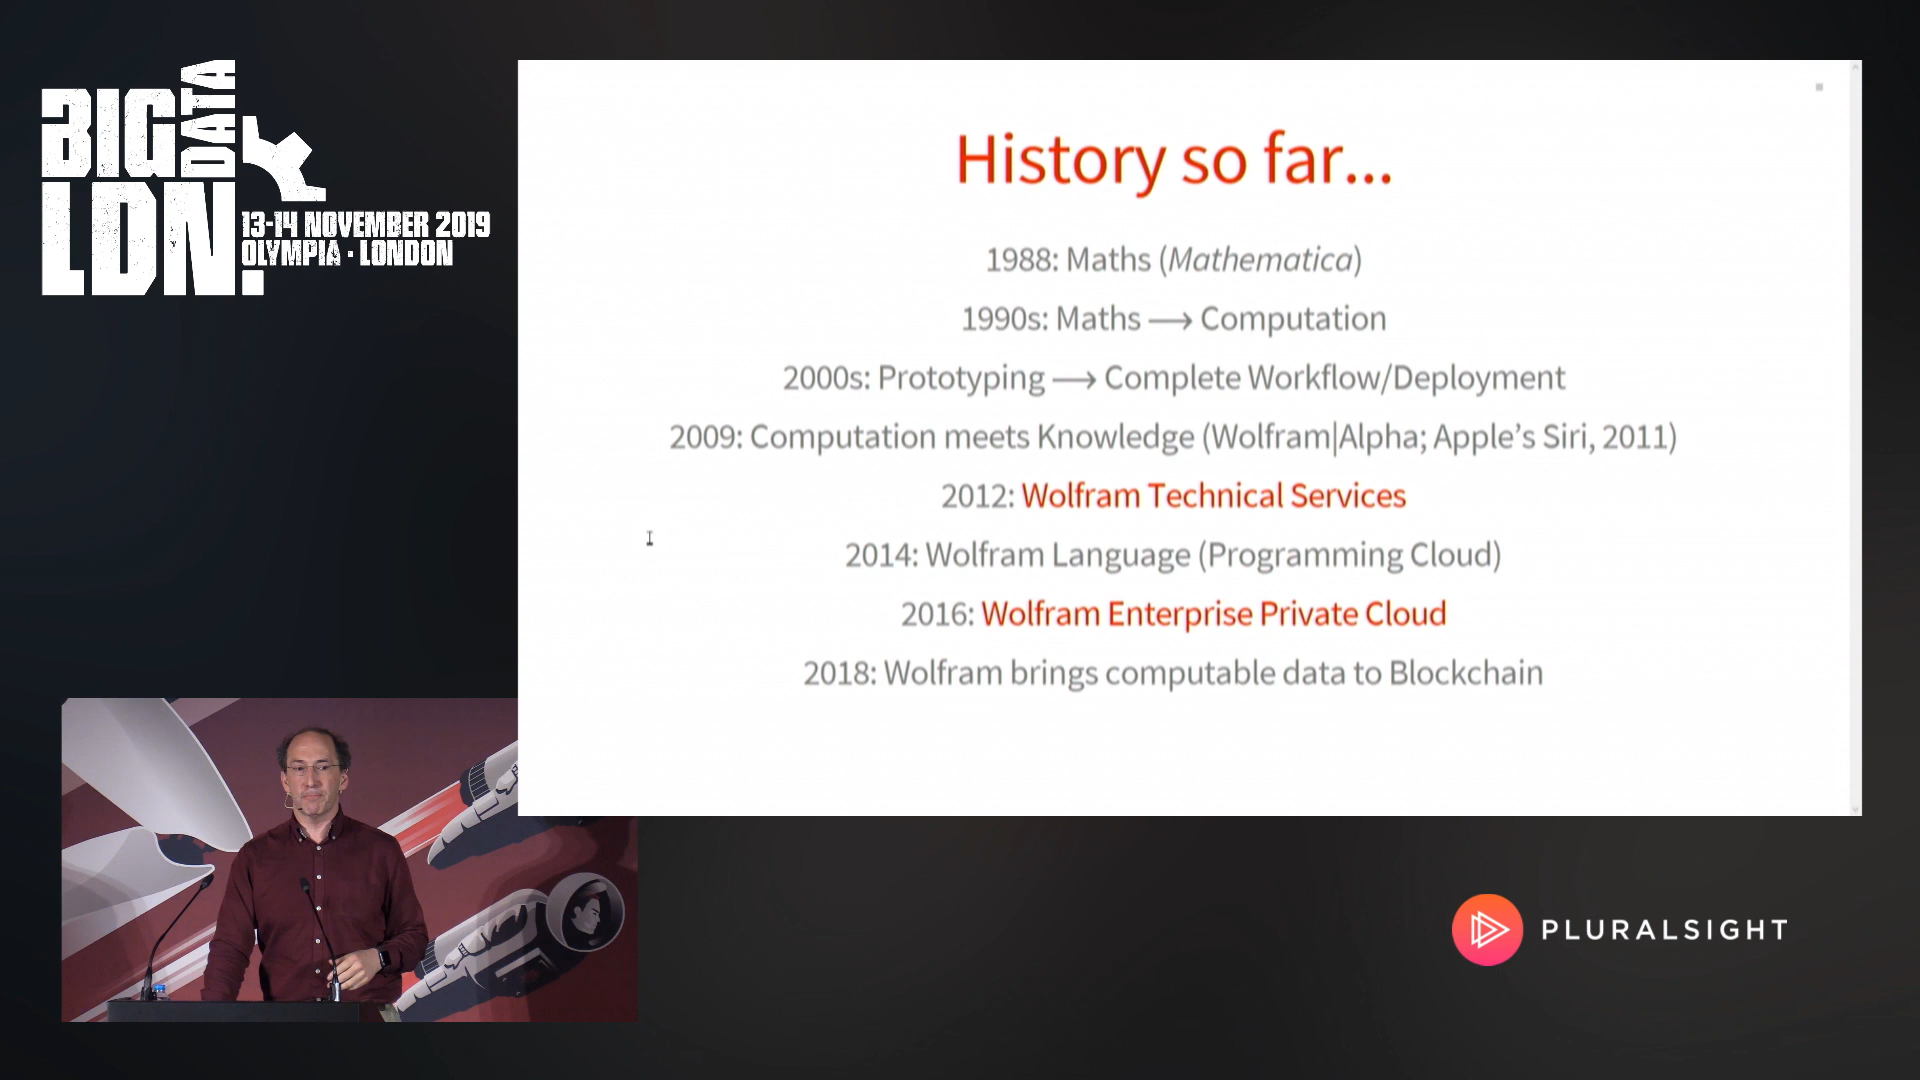 BIG
DATA
LDN.
13-14 NOVEMBER 2019
OLYMPIA · LONDON
History so far...
1988: Maths (Mathematica)
1990s: Maths ⟶ Computation
2000s: Prototyping ⟶ Complete Workflow/Deployment
2009: Computation meets Knowledge (Wolfram|Alpha; Apple’s Siri, 2011)
2012: Wolfram Technical Services
2014: Wolfram Language (Programming Cloud)
2016: Wolfram Enterprise Private Cloud
2018: Wolfram brings computable data to Blockchain
PLURALSIGHT